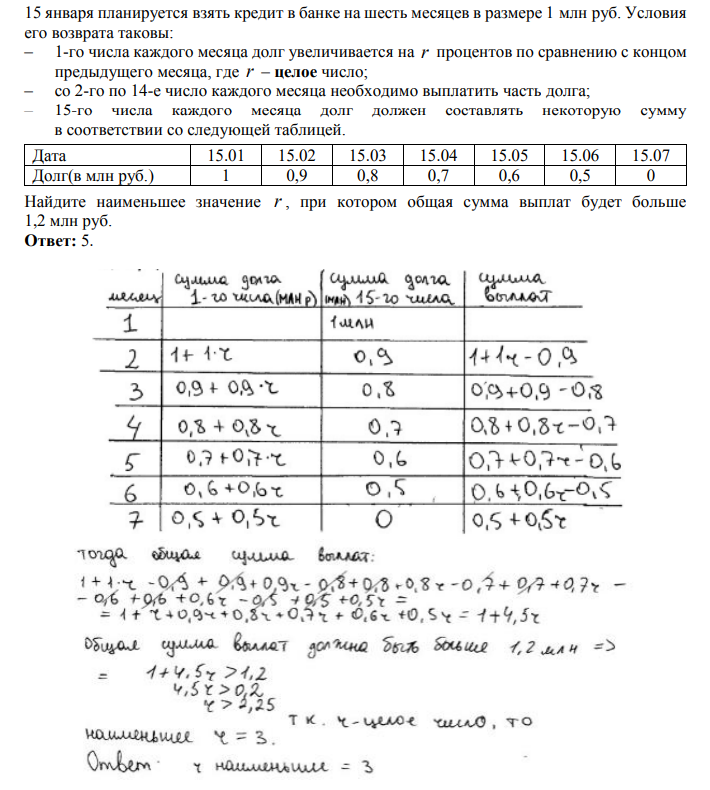 15 января планируется взять кредит в банке на шесть месяцев в размере 1 млн руб. Условия
его возврата таковы:
– 1-го числа каждого месяца долг увеличивается на r процентов по сравнению с концом
предыдущего месяца, где r – целое число;
– со 2-го по 14-е число каждого месяца необходимо выплатить часть долга;
– 15-го числа каждого месяца долг должен составлять некоторую сумму
в соответствии со следующей таблицей.
Дата 15.01 15.02 15.03 15.04 15.05 15.06 15.07
Долг(в млн руб.) 1 0,9 0,8 0,7 0,6 0,5 0
Найдите наименьшее значение r, при котором общая сумма выплат будет больше
1,2 млн руб.
Ответ: 5.
сумма долга сумма долга сумма
месяц 1-го числа(млн р) (млн) 15-го числа выплат
1 1 млн
2 1+1·r 0,9 1+1r-0,9
3 0,9+0,9·r 0,8 0,9+0,9-0,8
4 0,8+0,8r 0,7 0,8+0,8r-0,7
5 0,7+0,7·r 0,6 0,7+0,7r-0,6
6 0,6+0,6r 0,5 0,6+0,6r-0,5
7 0,5+0,5r 0 0,5+0,5r
тогда общая сумма выплат:
1+1·r-0,9+0,9+0,9r-0,8+0,8+0,8r-0,7+0,7+0,7r-
-0,6+0,6+0,6r-0,5+0,5+0,5r=
=1+r+0,9r+0,8r+0,7r+0,6r+0,5r=1+4,5r
Общая сумма выплат должна быть больше 1,2 млн =>
= 1+4,5r>1,2
4,5r>0,2
r>2,25
т.к. r-целое число, то
наименьшее r=3.
Ответ: r наименьшие = 3